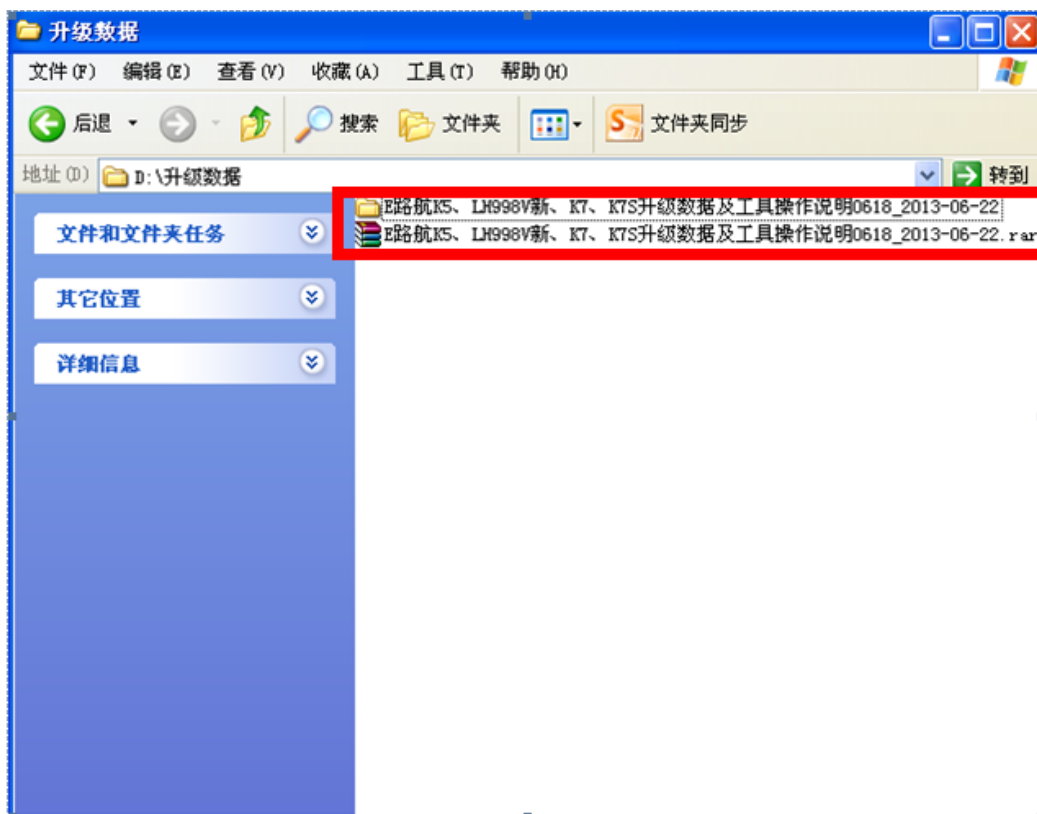 升级数据
文件(F) 编辑(E) 查看(V) 收藏(A) 工具(T) 帮助(H)
后退 搜索 文件夹 S7 文件夹同步
地址(D) D:\升级数据 转到
E路航K5、LH998V新、K7、K7S升级数据及工具操作说明0618_2013-06-22
E路航K5、LH998V新、K7、K7S升级数据及工具操作说明0618_2013-06-22.rar
文件和文件夹任务
其它位置
详细信息